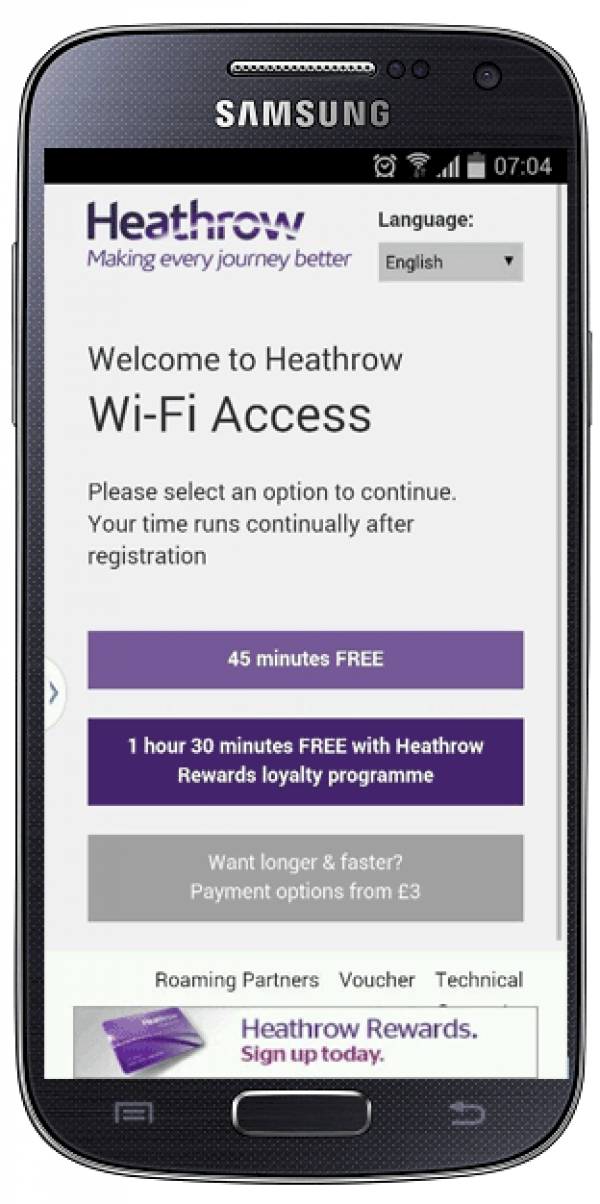 SAMSUNG
07:04
Heathrow
Making every journey better
Language:
English
Welcome to Heathrow
Wi-Fi Access
Please select an option to continue.
Your time runs continually after
registration
45 minutes FREE
1 hour 30 minutes FREE with Heathrow
Rewards loyalty programme
Want longer & faster?
Payment options from £3
Roaming Partners Voucher Technical
Heathrow
Heathrow Rewards.
Sign up today.